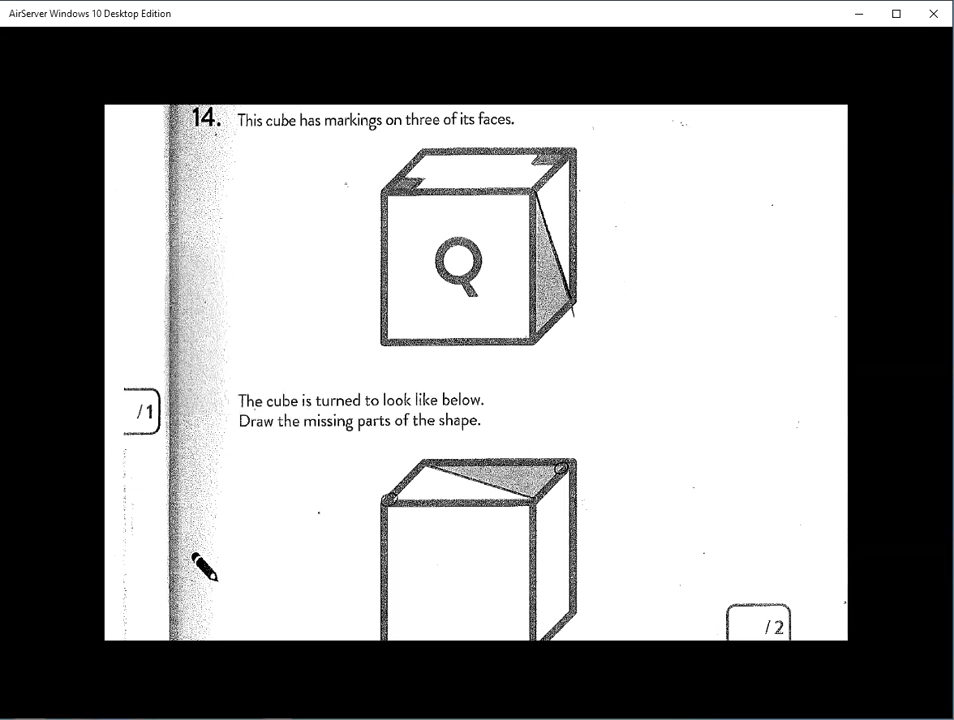 AirServer Windows 10 Desktop Edition
14. This cube has markings on three of its faces.
Q
The cube is turned to look like below.
Draw the missing parts of the shape.
/1
/2